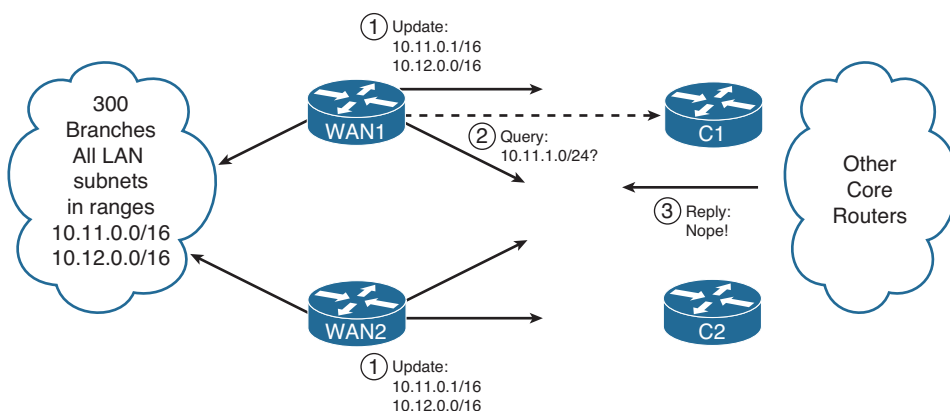 ① Update:
10.11.0.1/16
10.12.0.0/16
300
Branches
All LAN
subnets
in ranges
10.11.0.0/16
10.12.0.0/16
WAN1
② Query:
10.11.1.0/24?
C1
Other
Core
Routers
③ Reply:
Nope!
WAN2
C2
① Update:
10.11.0.1/16
10.12.0.0/16